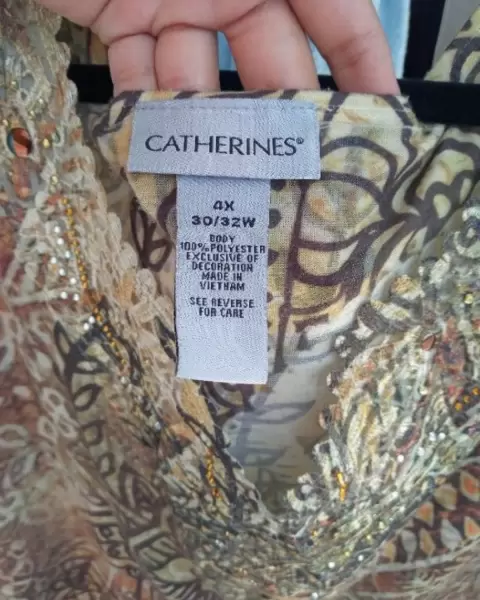 CATHERINES®
4X
30/32W
BODY
100% POLYESTER
EXCLUSIVE OF
DECORATION
MADE IN
VIETNAM
SEE REVERSE
FOR CARE